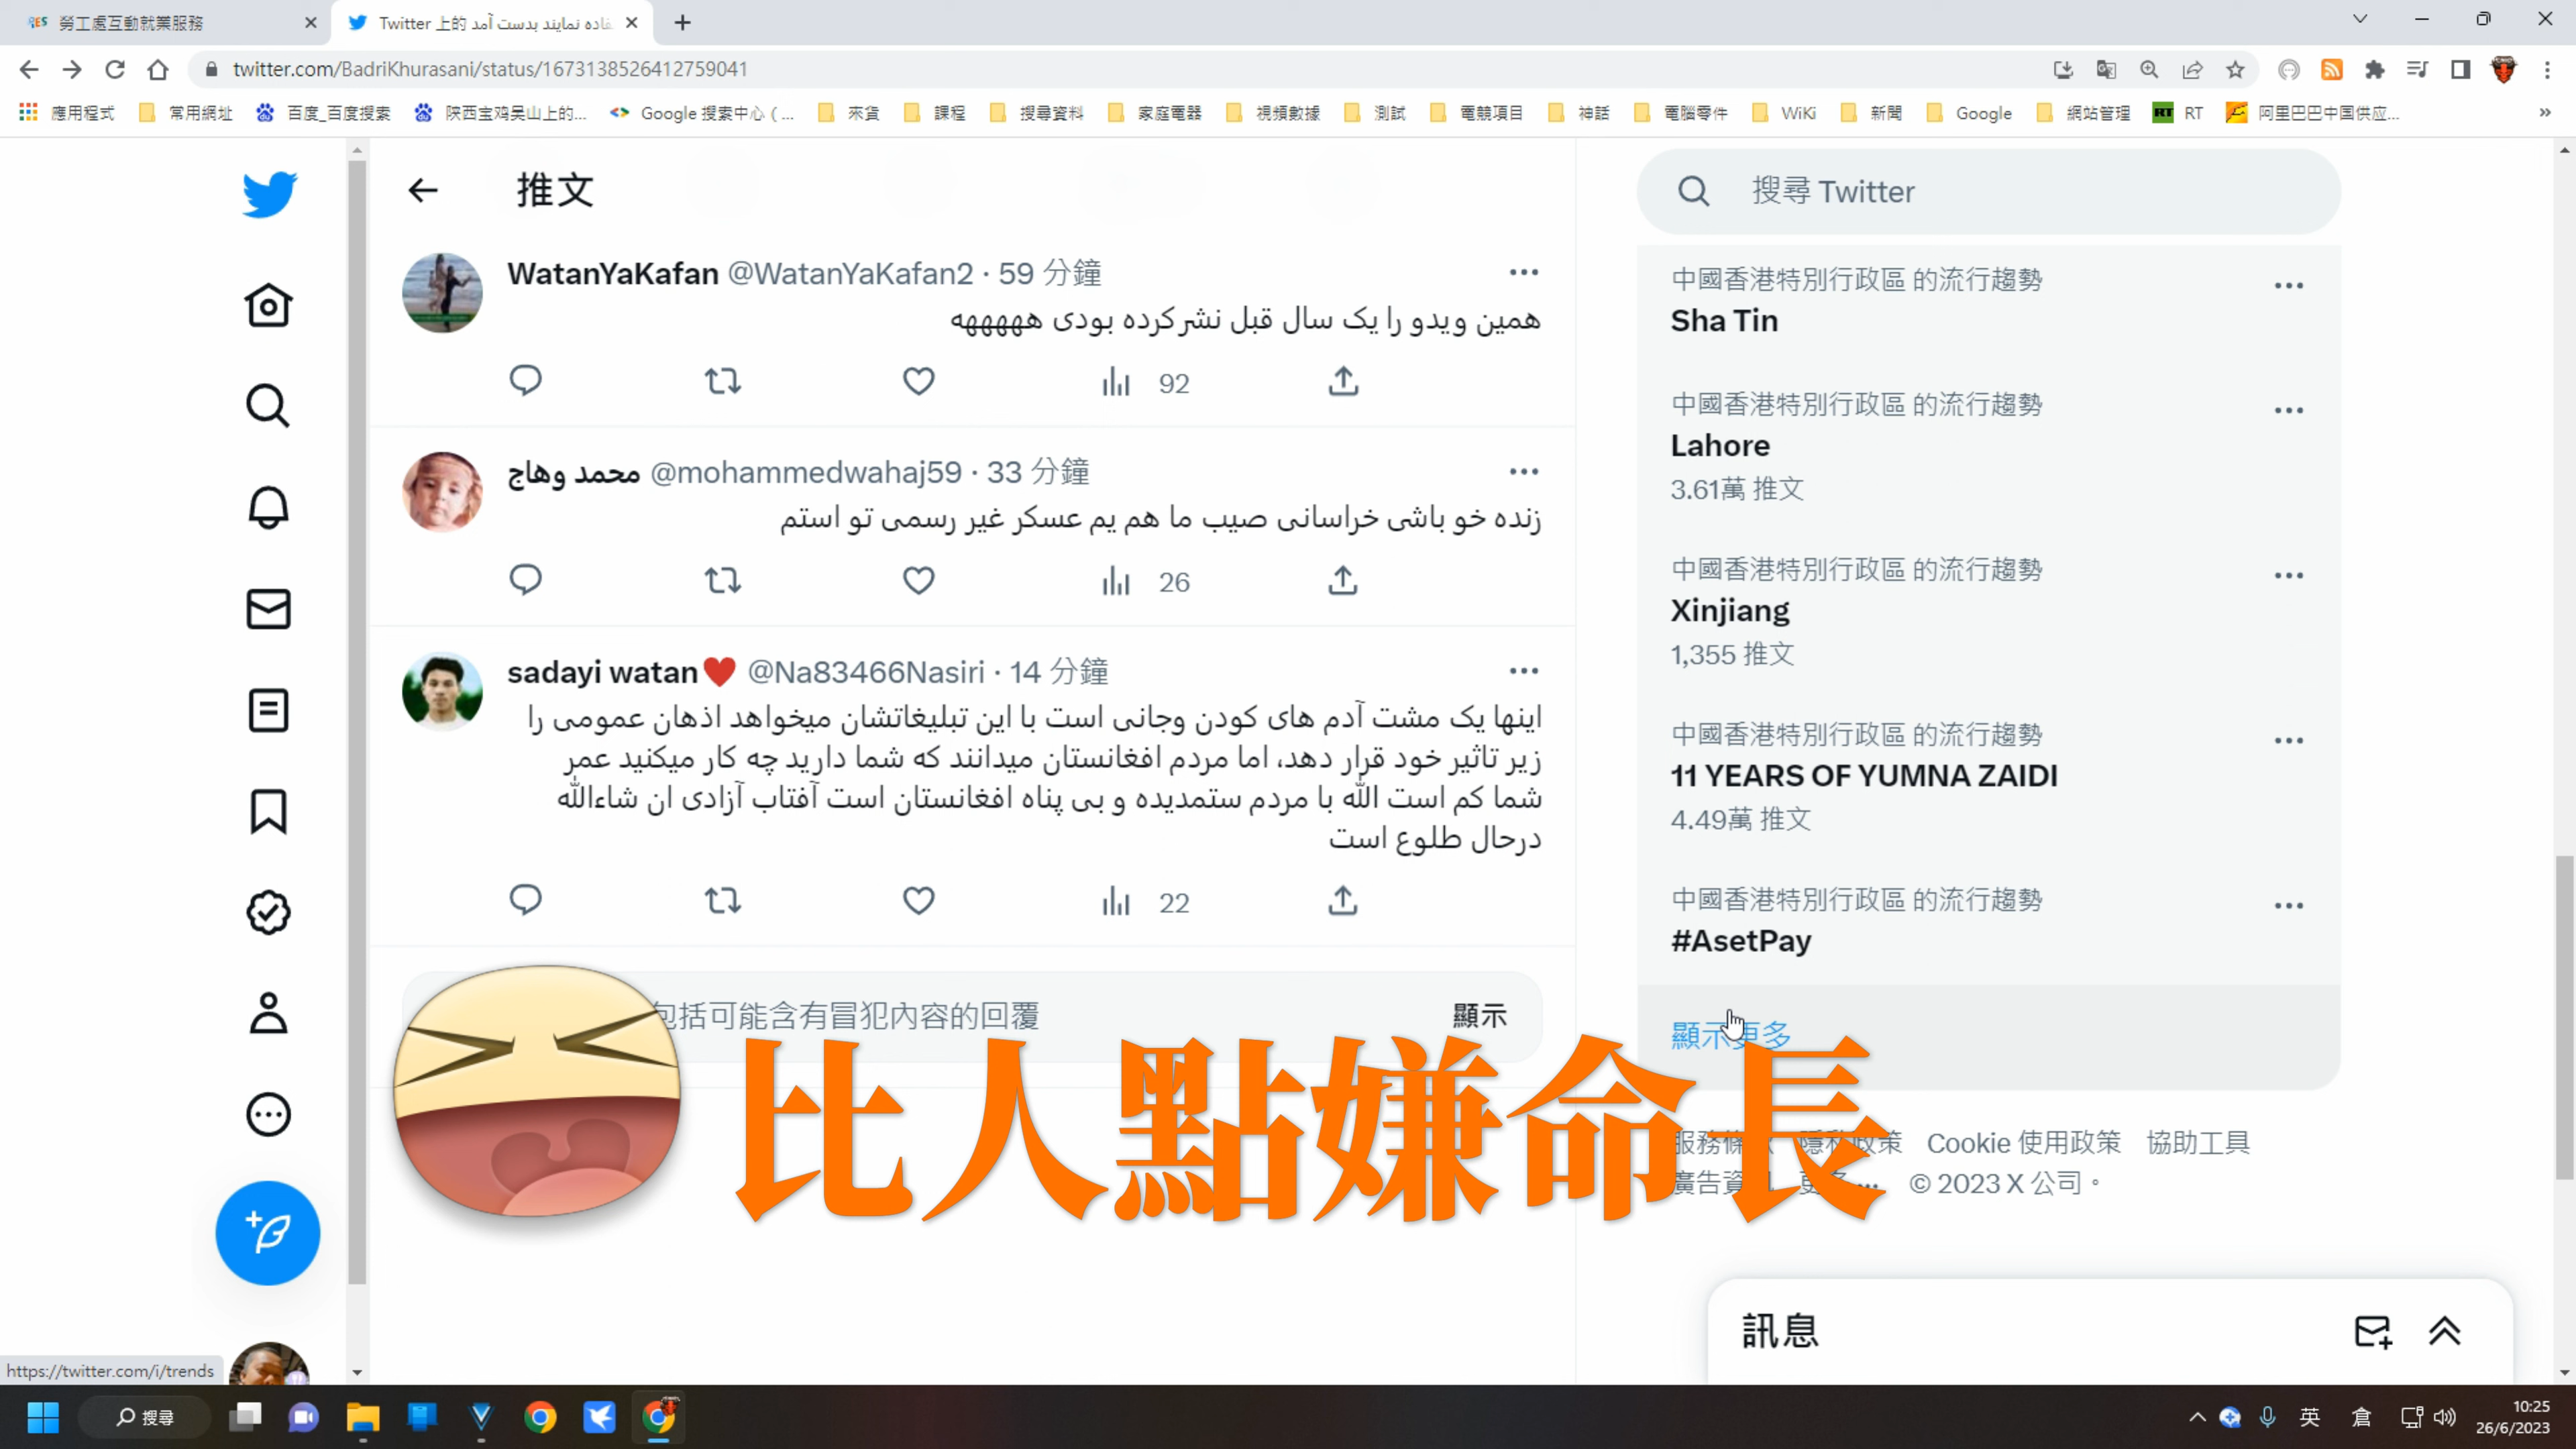 勞工處互動就業服務
Twitter 上的 فاده نمایند بدست آمد
twitter.com/BadriKhurasani/status/1673138526412759041
應用程式 常用網址 百度_百度搜索 陕西宝鸡吴山上的... Google 搜索中心 (... 來貨 課程 搜尋資料 家庭電器 視頻數據 測試 電競項目 神話 電腦零件 WiKi 新聞 Google 網站管理 RT RT 阿里巴巴中国供应...
推文
WatanYaKafan @WatanYaKafan2 · 59 分鐘
همین ویدو را یک سال قبل نشر کرده بودی هههههه
92
محمد وهاج @mohammedwahaj59 · 33 分鐘
زنده خو باشی خراسانی صیب ما هم یم عسکر غیر رسمی تو استم
26
sadayi watan❤️ @Na83466Nasiri · 14 分鐘
اینها یک مشت آدم های کودن وجانی است با این تبلیغاتشان میخواهد اذهان عمومی را
زیر تاثیر خود قرار دهد، اما مردم افغانستان میدانند که شما دارید چه کار میکنید عمر
شما کم است الله با مردم ستمدیده و بی پناه افغانستان است آفتاب آزادی ان شاءالله
درحال طلوع است
22
包括可能含有冒犯內容的回覆
顯示
搜尋 Twitter
中國香港特別行政區 的流行趨勢
Sha Tin
中國香港特別行政區 的流行趨勢
Lahore
3.61萬 推文
中國香港特別行政區 的流行趨勢
Xinjiang
1,355 推文
中國香港特別行政區 的流行趨勢
11 YEARS OF YUMNA ZAIDI
4.49萬 推文
中國香港特別行政區 的流行趨勢
#AsetPay
顯示更多
比人點嫌命長
服務條款 隱私政策 Cookie 使用政策 協助工具
廣告資訊 更多 ... © 2023 X 公司。
訊息
https://twitter.com/i/trends
搜尋
英 倉
10:25
26/6/2023